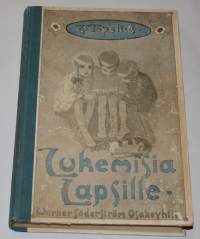 Z. Topelius
Lukemisia
Lapsille.
Werner Söderström Osakeyhtiö